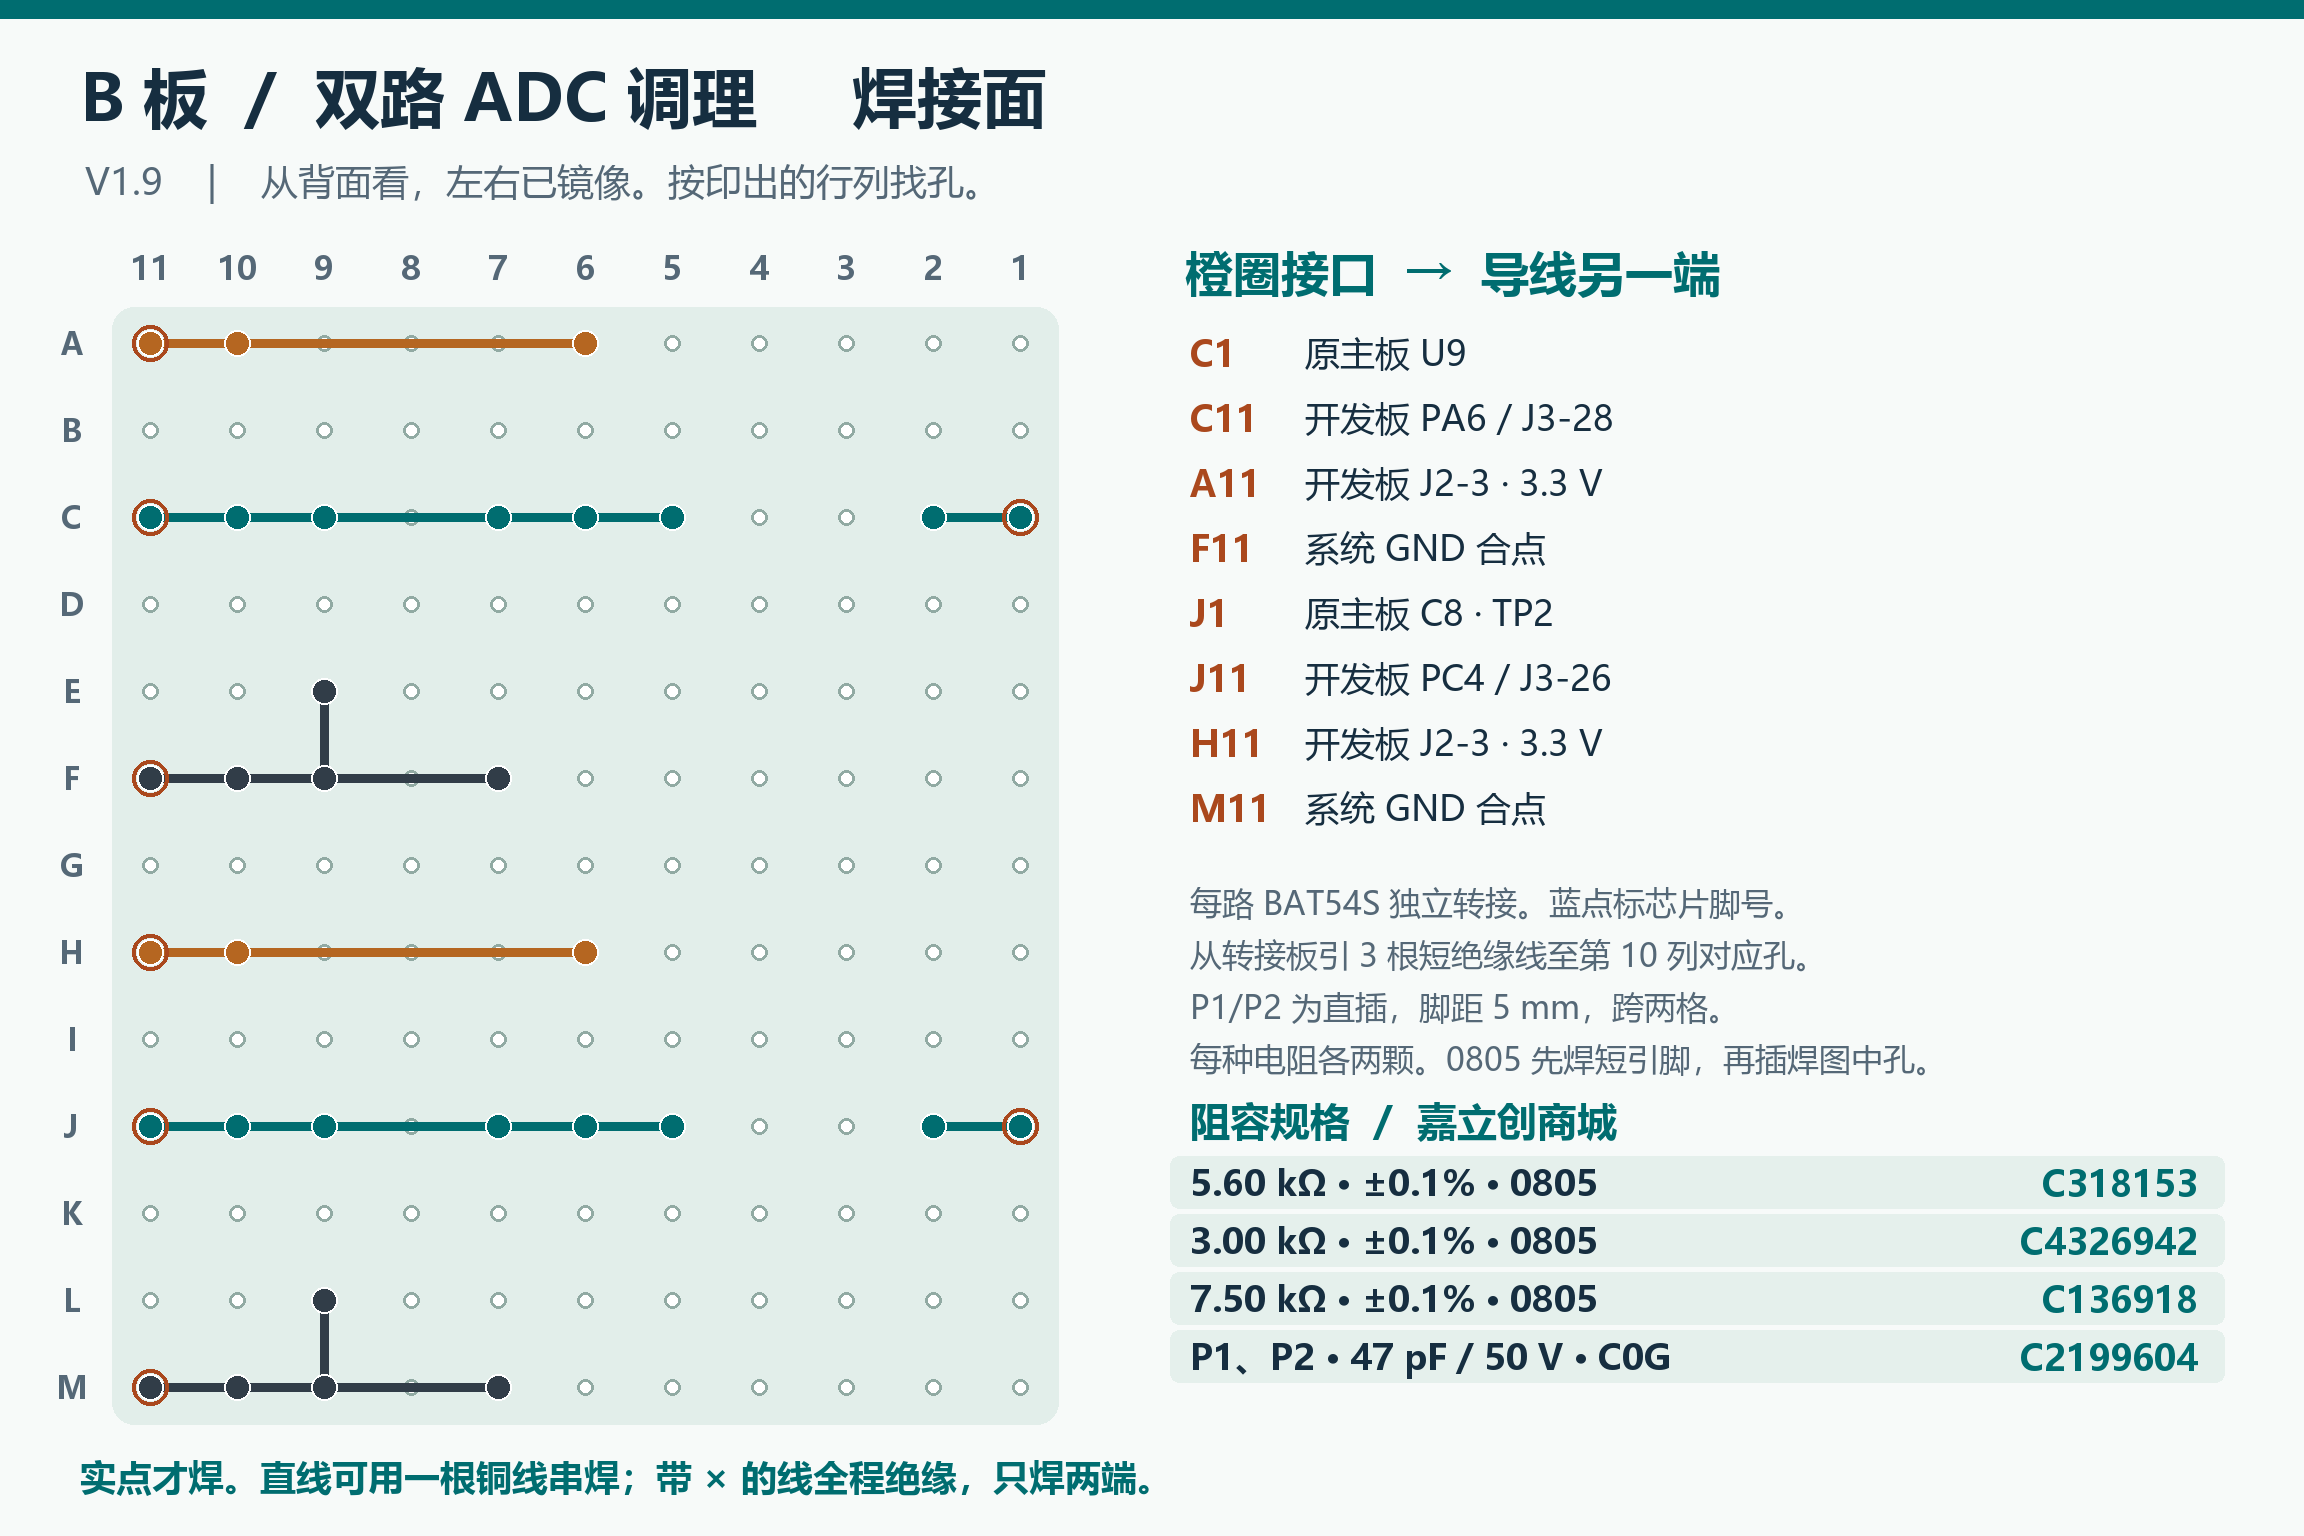 B 板 / 双路 ADC 调理 焊接面
V1.9 | 从背面看，左右已镜像。按印出的行列找孔。
11 10 9 8 7 6 5 4 3 2 1
A
B
C
D
E
F
G
H
I
J
K
L
M
橙圈接口 → 导线另一端
C1 原主板 U9
C11 开发板 PA6 / J3-28
A11 开发板 J2-3 · 3.3 V
F11 系统 GND 合点
J1 原主板 C8 · TP2
J11 开发板 PC4 / J3-26
H11 开发板 J2-3 · 3.3 V
M11 系统 GND 合点
每路 BAT54S 独立转接。蓝点标芯片脚号。
从转接板引 3 根短绝缘线至第 10 列对应孔。
P1/P2 为直插，脚距 5 mm，跨两格。
每种电阻各两颗。0805 先焊短引脚，再插焊图中孔。
阻容规格 / 嘉立创商城
5.60 kΩ • ±0.1% • 0805 C318153
3.00 kΩ • ±0.1% • 0805 C4326942
7.50 kΩ • ±0.1% • 0805 C136918
P1、P2 • 47 pF / 50 V • C0G C2199604
实点才焊。直线可用一根铜线串焊；带 × 的线全程绝缘，只焊两端。